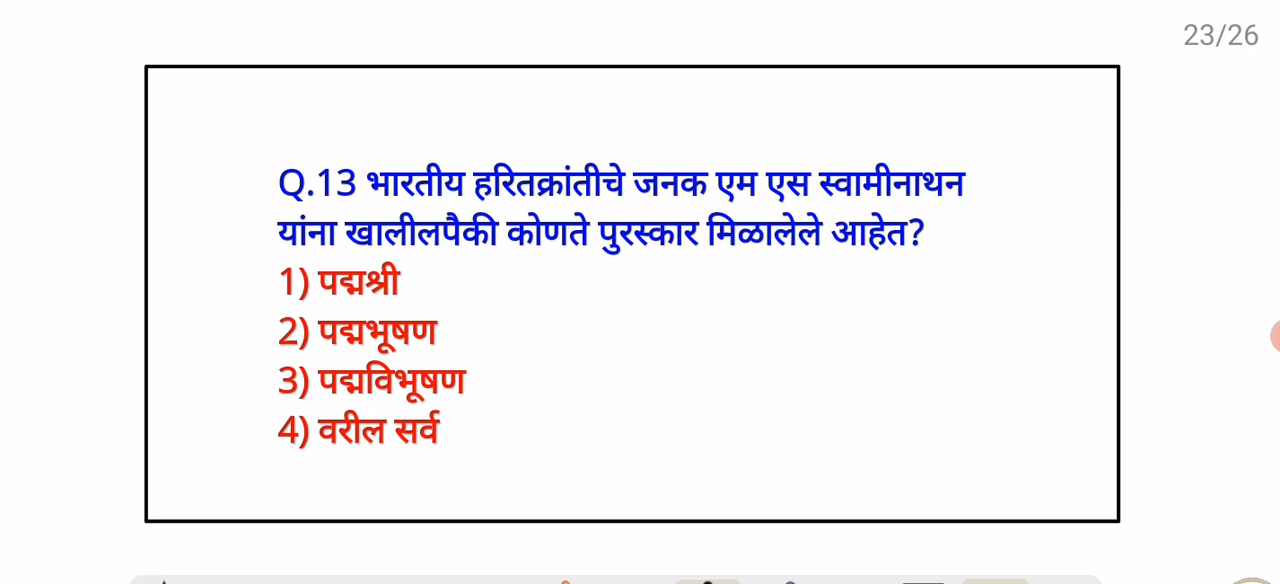 23/26
Q.13 भारतीय हरितक्रांतीचे जनक एम एस स्वामीनाथन
यांना खालीलपैकी कोणते पुरस्कार मिळालेले आहेत?
1) पद्मश्री
2) पद्मभूषण
3) पद्मविभूषण
4) वरील सर्व